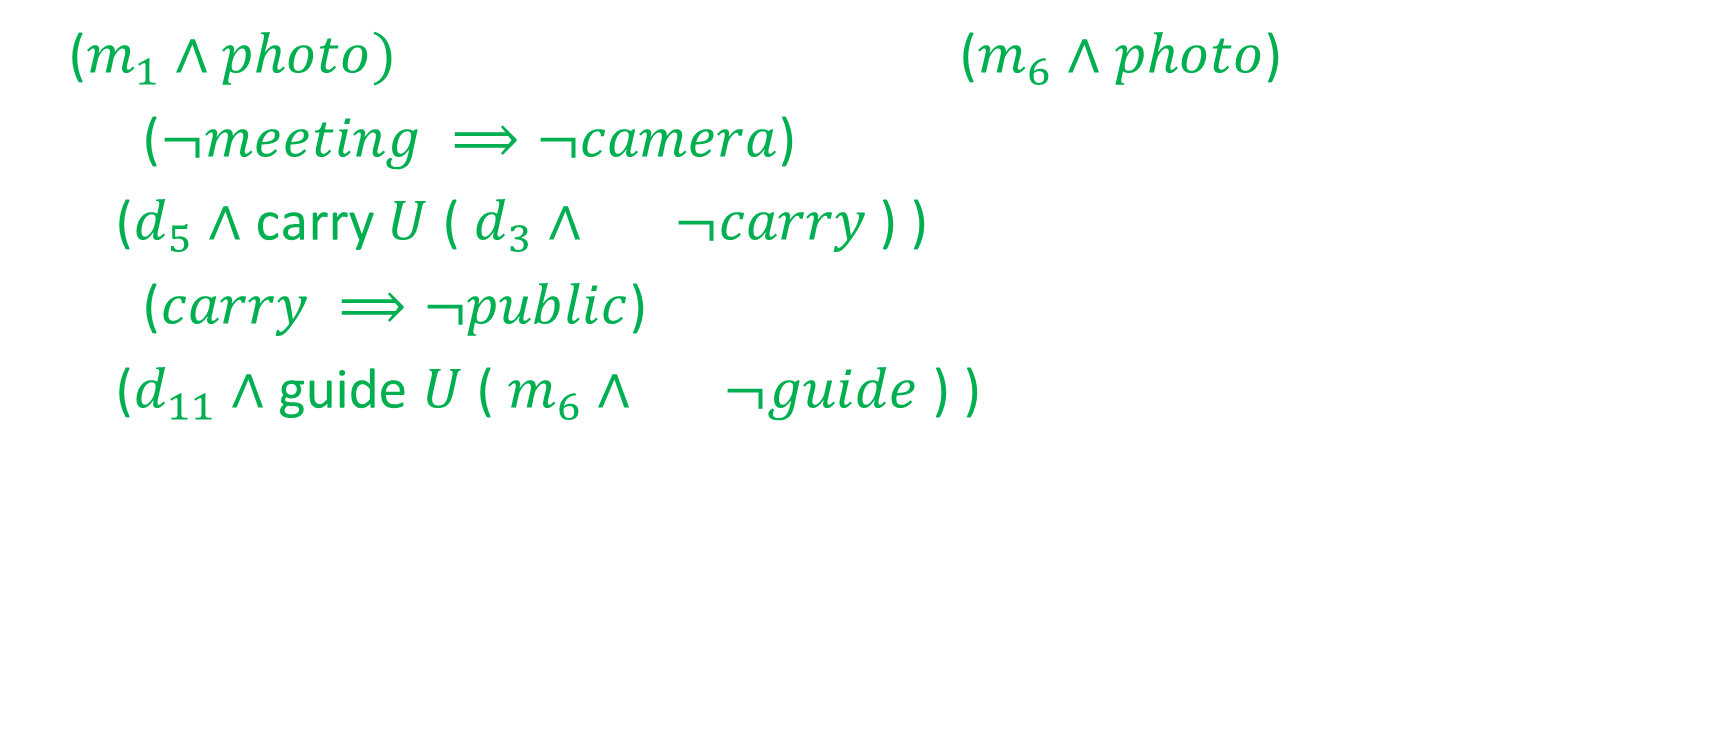 (m₁ ∧ photo) (m₆ ∧ photo)
(¬meeting ⟹ ¬camera)
(d₅ ∧ carry U ( d₃ ∧ ¬carry ) )
(carry ⟹ ¬public)
(d₁₁ ∧ guide U ( m₆ ∧ ¬guide ) )